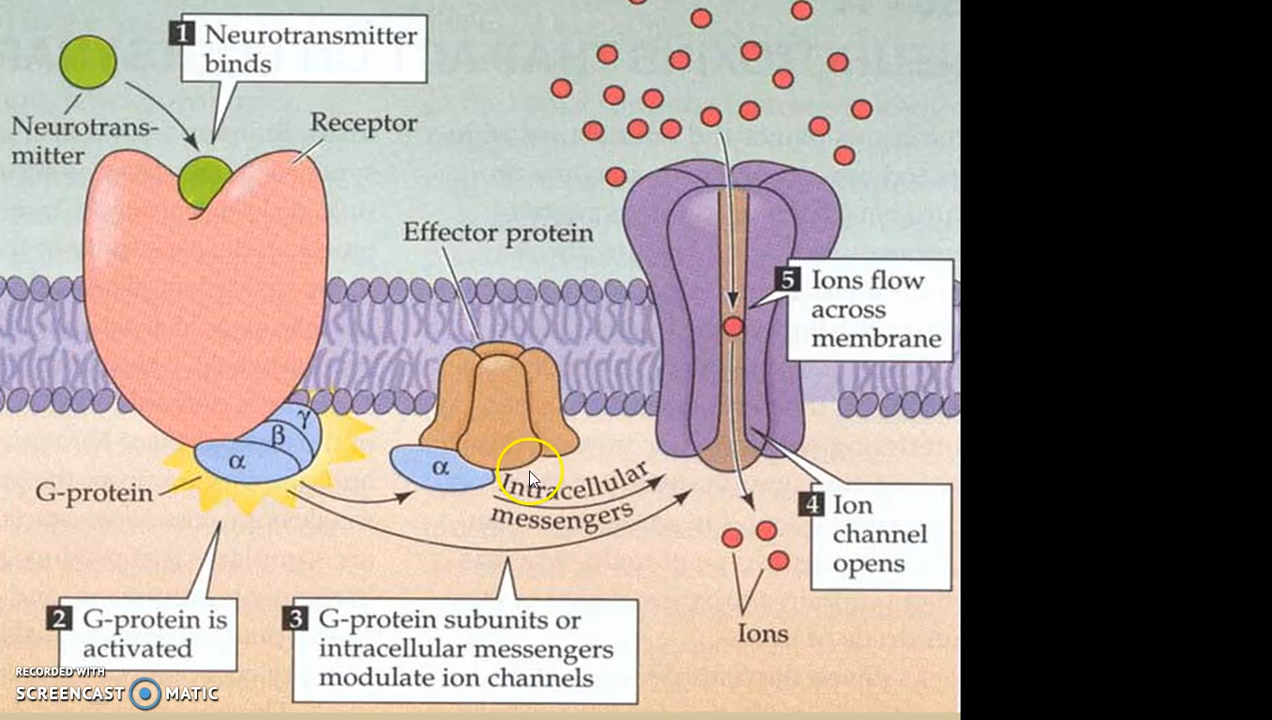 1 Neurotransmitter
binds
Neurotrans-
mitter
Receptor
Effector protein
5 Ions flow
across
membrane
γ
β
α
α
G-protein
Intracellular
messengers
4 Ion
channel
opens
2 G-protein is
activated
3 G-protein subunits or
intracellular messengers
modulate ion channels
Ions
RECORDED WITH
SCREENCAST MATIC